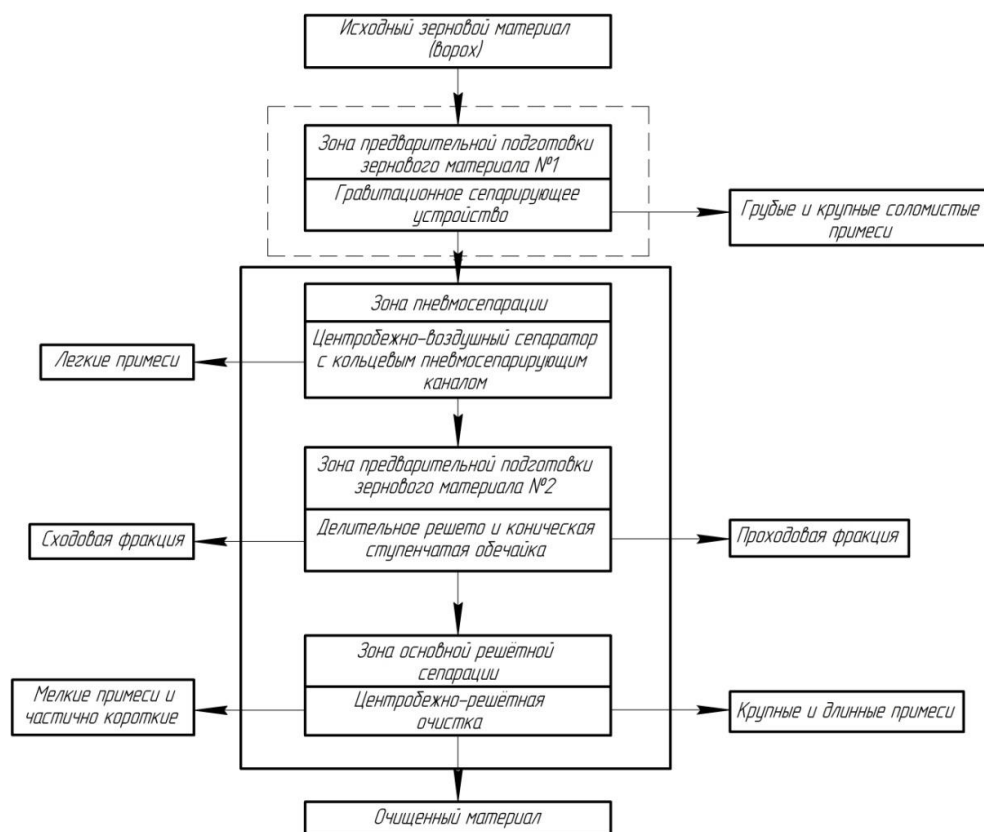 Исходный зерновой материал
(ворох)
Зона предварительной подготовки
зернового материала №1
Гравитационное сепарирующее
устройство
Грубые и крупные соломистые
примеси
Зона пневмосепарации
Центробежно-воздушный сепаратор
с кольцевым пневмосепарирующим
каналом
Легкие примеси
Зона предварительной подготовки
зернового материала №2
Делительное решето и коническая
ступенчатая обечайка
Сходовая фракция
Проходовая фракция
Зона основной решётной
сепарации
Центробежно-решётная
очистка
Мелкие примеси и
частично короткие
Крупные и длинные примеси
Очищенный материал